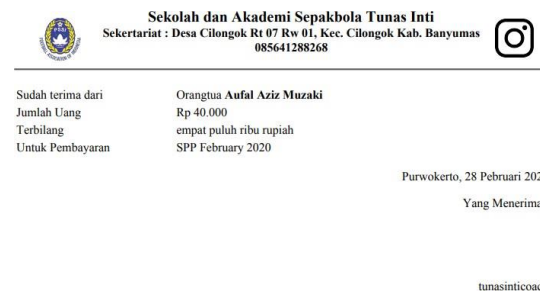 Sekolah dan Akademi Sepakbola Tunas Inti
Sekertariat : Desa Cilongok Rt 07 Rw 01, Kec. Cilongok Kab. Banyumas
085641288268
Sudah terima dari Orangtua Aufal Aziz Muzaki
Jumlah Uang Rp 40.000
Terbilang empat puluh ribu rupiah
Untuk Pembayaran SPP February 2020
Purwokerto, 28 Pebruari 202
Yang Menerima
tunasinticoac